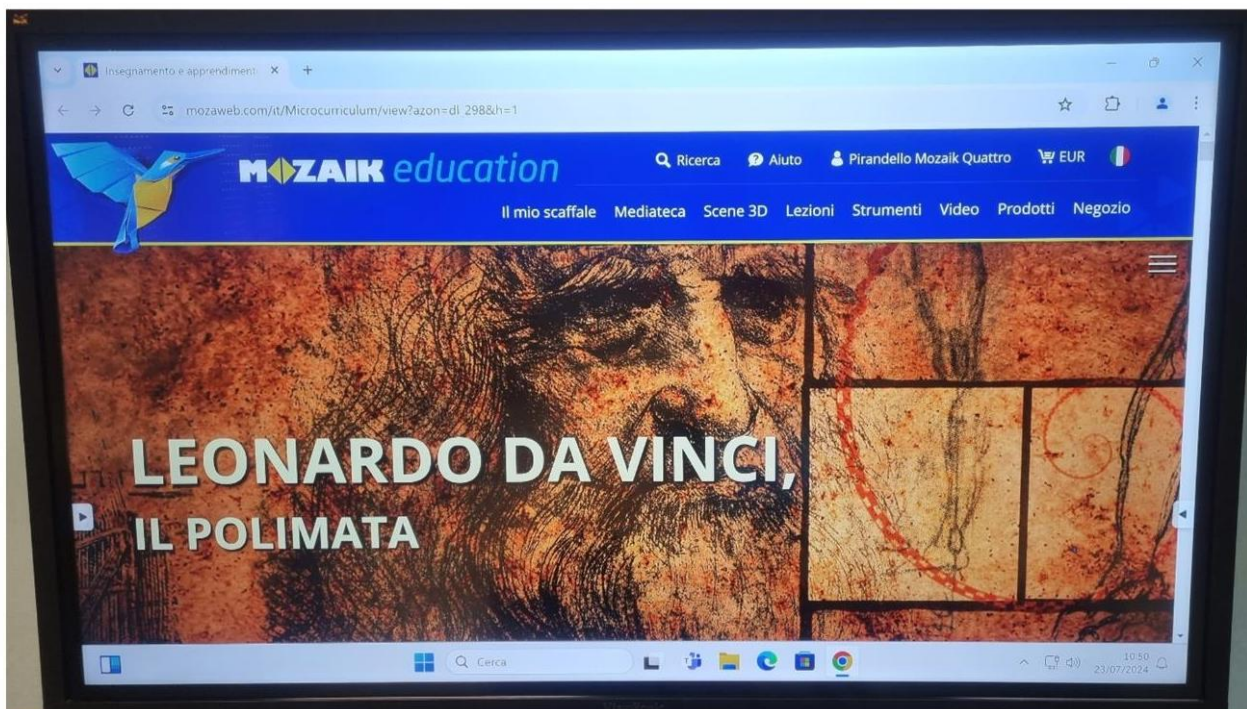 Insegnamento e apprendiment
mozaweb.com/it/Microcurriculum/view?azon=dl_298&h=1
MOZAIK education
Ricerca Aiuto Pirandello Mozaik Quattro EUR
Il mio scaffale Mediateca Scene 3D Lezioni Strumenti Video Prodotti Negozio
LEONARDO DA VINCI,
IL POLIMATA
Cerca
10:50
23/07/2024